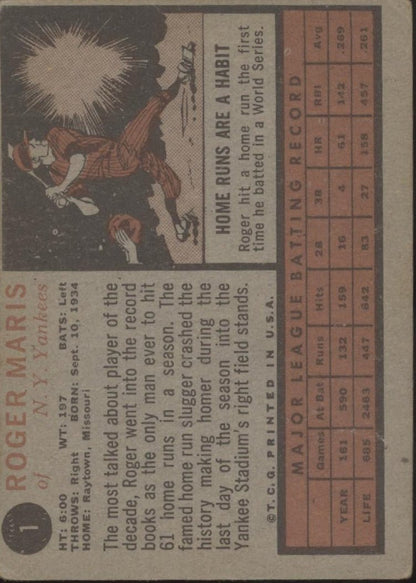 1
ROGER MARIS
of N. Y. Yankees
HT: 6:00 WT: 197 BATS: Left
THROWS: Right BORN: Sept. 10, 1934
HOME: Raytown, Missouri
The most talked about player of the
decade, Roger went into the record
books as the only man ever to hit
61 home runs in a season. The
famed home run slugger crashed the
history making homer during the
last day of the season into the
Yankee Stadium's right field stands.
©T.C.G. PRINTED IN U.S.A.
HOME RUNS ARE A HABIT
Roger hit a home run the first
time he batted in a World Series.
MAJOR LEAGUE BATTING RECORD
Games At Bat Runs Hits 2B 3B HR RBI Avg
YEAR 161 590 132 159 16 4 61 142 .269
LIFE 685 2463 447 642 83 27 158 457 .261